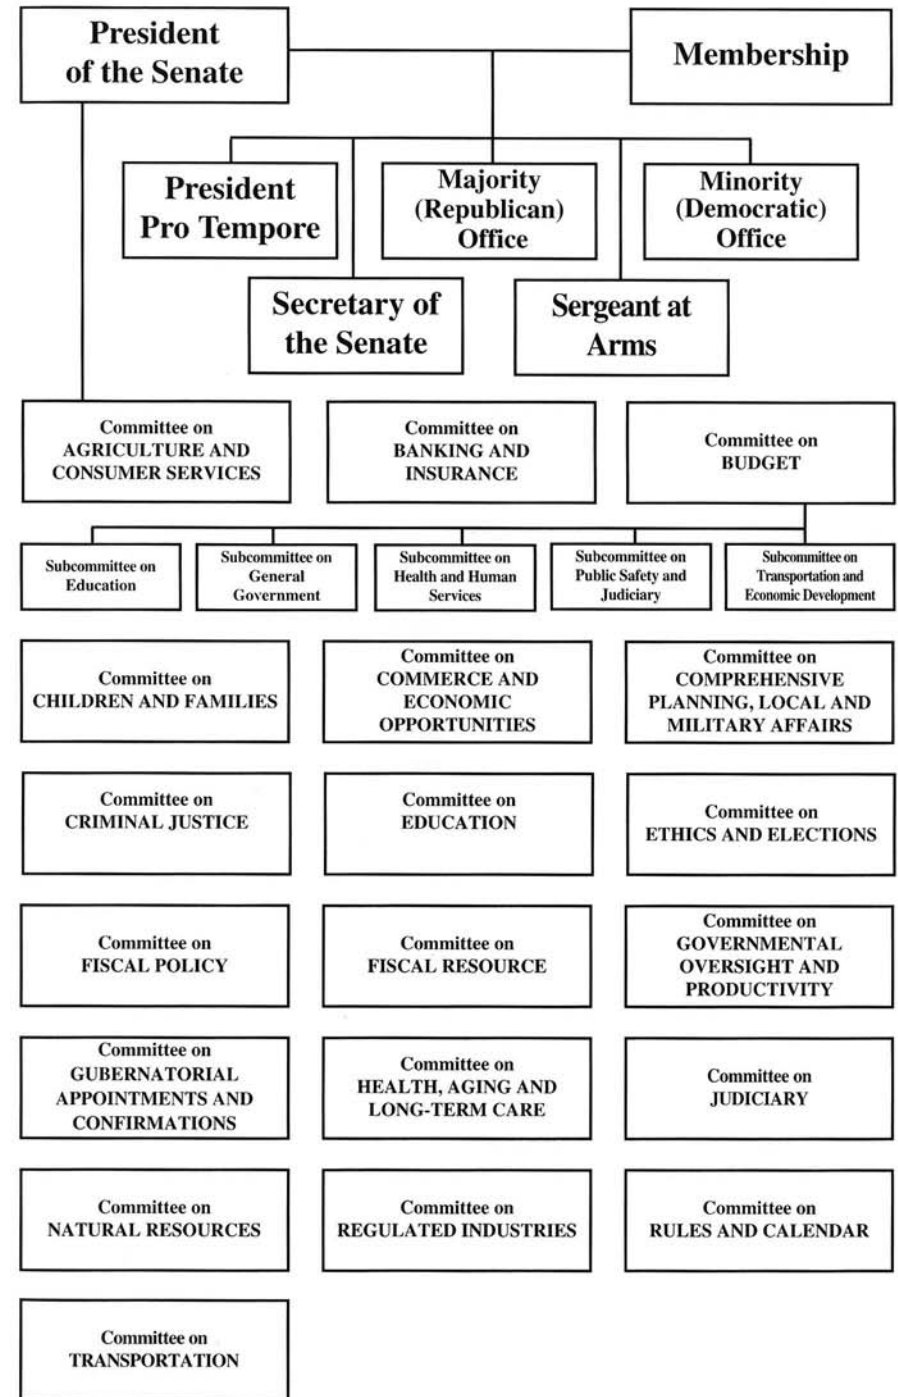 President
of the Senate
Membership
President
Pro Tempore
Majority
(Republican)
Office
Minority
(Democratic)
Office
Secretary of
the Senate
Sergeant at
Arms
Committee on
AGRICULTURE AND
CONSUMER SERVICES
Committee on
BANKING AND
INSURANCE
Committee on
BUDGET
Subcommittee on
Education
Subcommittee on
General
Government
Subcommittee on
Health and Human
Services
Subcommittee on
Public Safety and
Judiciary
Subcommittee on
Transportation and
Economic Development
Committee on
CHILDREN AND FAMILIES
Committee on
COMMERCE AND
ECONOMIC
OPPORTUNITIES
Committee on
COMPREHENSIVE
PLANNING, LOCAL AND
MILITARY AFFAIRS
Committee on
CRIMINAL JUSTICE
Committee on
EDUCATION
Committee on
ETHICS AND ELECTIONS
Committee on
FISCAL POLICY
Committee on
FISCAL RESOURCE
Committee on
GOVERNMENTAL
OVERSIGHT AND
PRODUCTIVITY
Committee on
GUBERNATORIAL
APPOINTMENTS AND
CONFIRMATIONS
Committee on
HEALTH, AGING AND
LONG-TERM CARE
Committee on
JUDICIARY
Committee on
NATURAL RESOURCES
Committee on
REGULATED INDUSTRIES
Committee on
RULES AND CALENDAR
Committee on
TRANSPORTATION